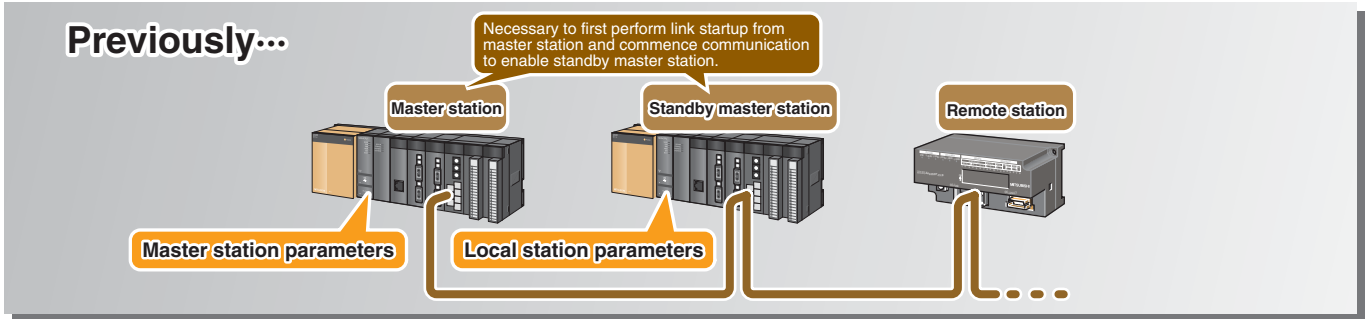 Previously···
Necessary to first perform link startup from
master station and commence communication
to enable standby master station.
Master station
Standby master station
Remote station
Master station parameters
Local station parameters